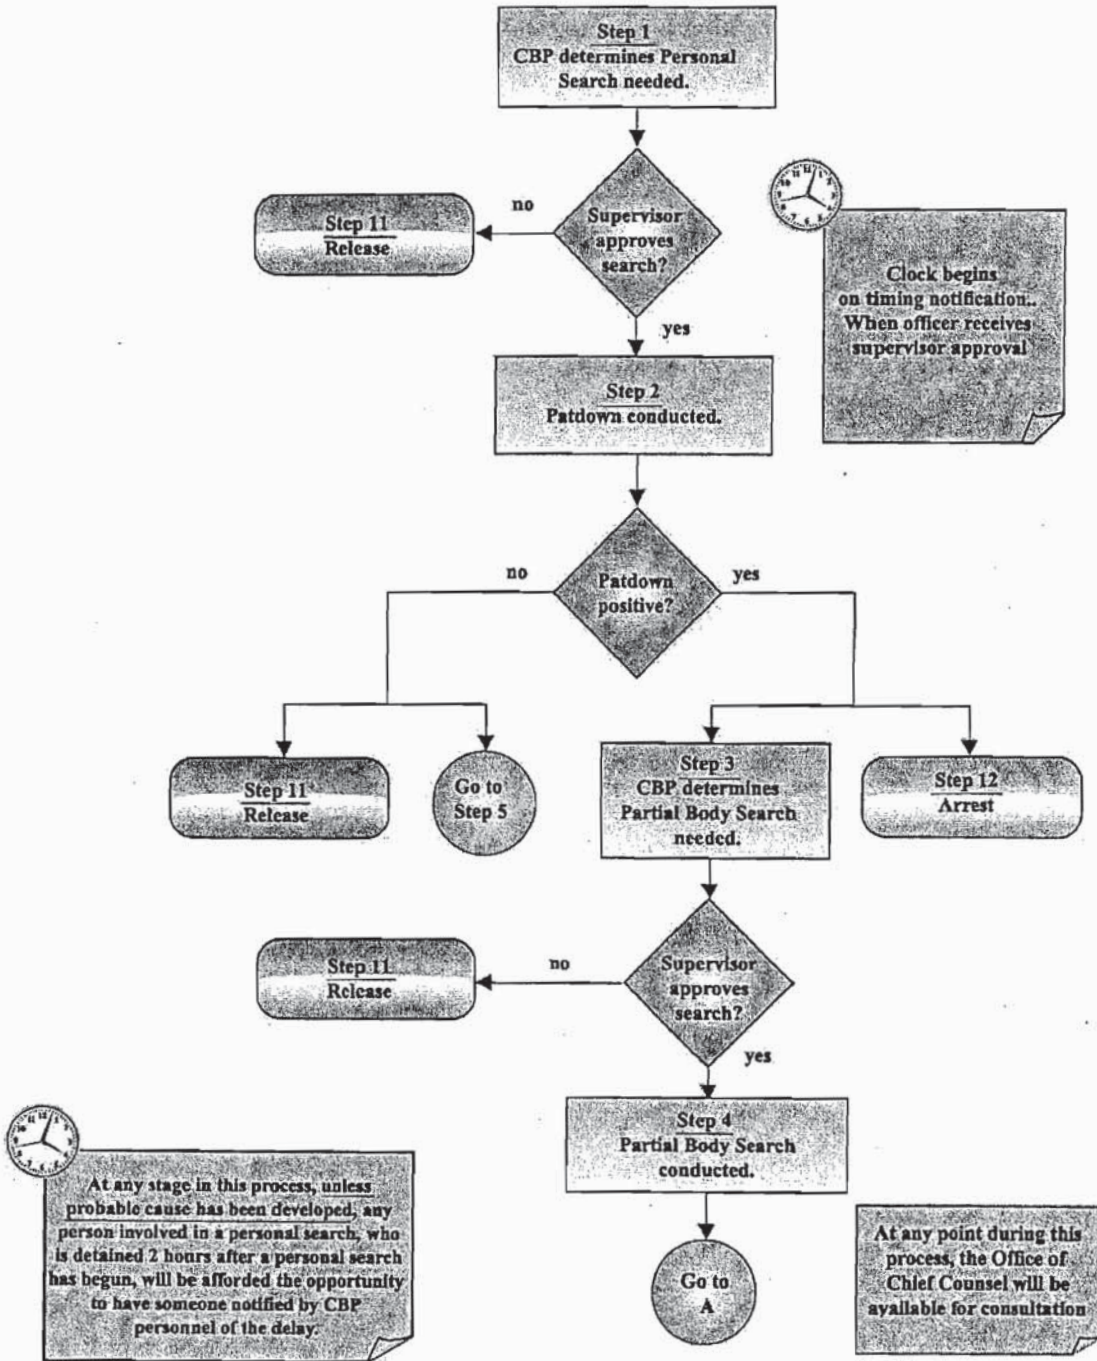 Step 1
CBP determines Personal
Search needed.
no
Step 11
Release
Supervisor
approves
search?
Clock begins
on timing notification..
When officer receives
supervisor approval
yes
Step 2
Patdown conducted.
no
Patdown
positive?
yes
Step 11
Release
Go to
Step 5
Step 3
CBP determines
Partial Body Search
needed.
Step 12
Arrest
Step 11
Release
no
Supervisor
approves
search?
yes
Step 4
Partial Body Search
conducted.
At any stage in this process, unless
probable cause has been developed, any
person involved in a personal search, who
is detained 2 hours after a personal search
has begun, will be afforded the opportunity
to have someone notified by CBP
personnel of the delay.
Go to
A
At any point during this
process, the Office of
Chief Counsel will be
available for consultation